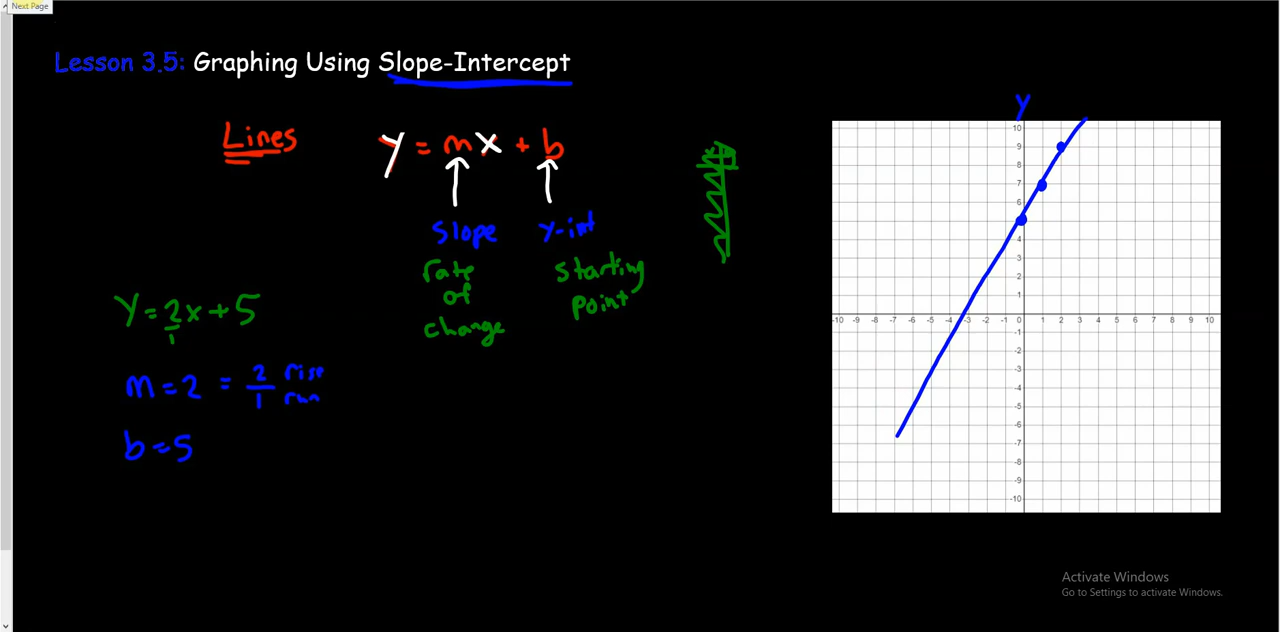 Next Page
Lesson 3.5: Graphing Using Slope-Intercept
Lines
y = mx + b
Slope
y-int
rate
of
change
starting
point
y = 2/1 x + 5
m = 2 = 2/1 rise run
b = 5
Y
10
9
8
7
6
4
3
2
1
-10 -9 -8 -7 -6 -5 -4 -3 -2 -1 0 1 2 3 4 5 6 7 8 9 10
-1
-2
-3
-4
-5
-6
-7
-8
-9
-10
Activate Windows
Go to Settings to activate Windows.